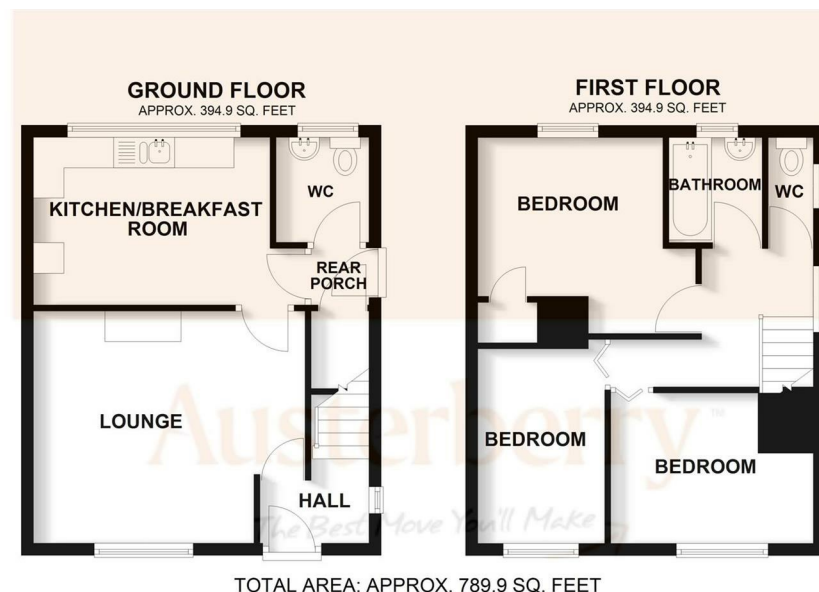 GROUND FLOOR
APPROX. 394.9 SQ. FEET
KITCHEN/BREAKFAST
ROOM
WC
REAR
PORCH
LOUNGE
HALL
FIRST FLOOR
APPROX. 394.9 SQ. FEET
BEDROOM
BATHROOM
WC
BEDROOM
BEDROOM
Austerberry™
The Best Move You'll Make
TOTAL AREA: APPROX. 789.9 SQ. FEET